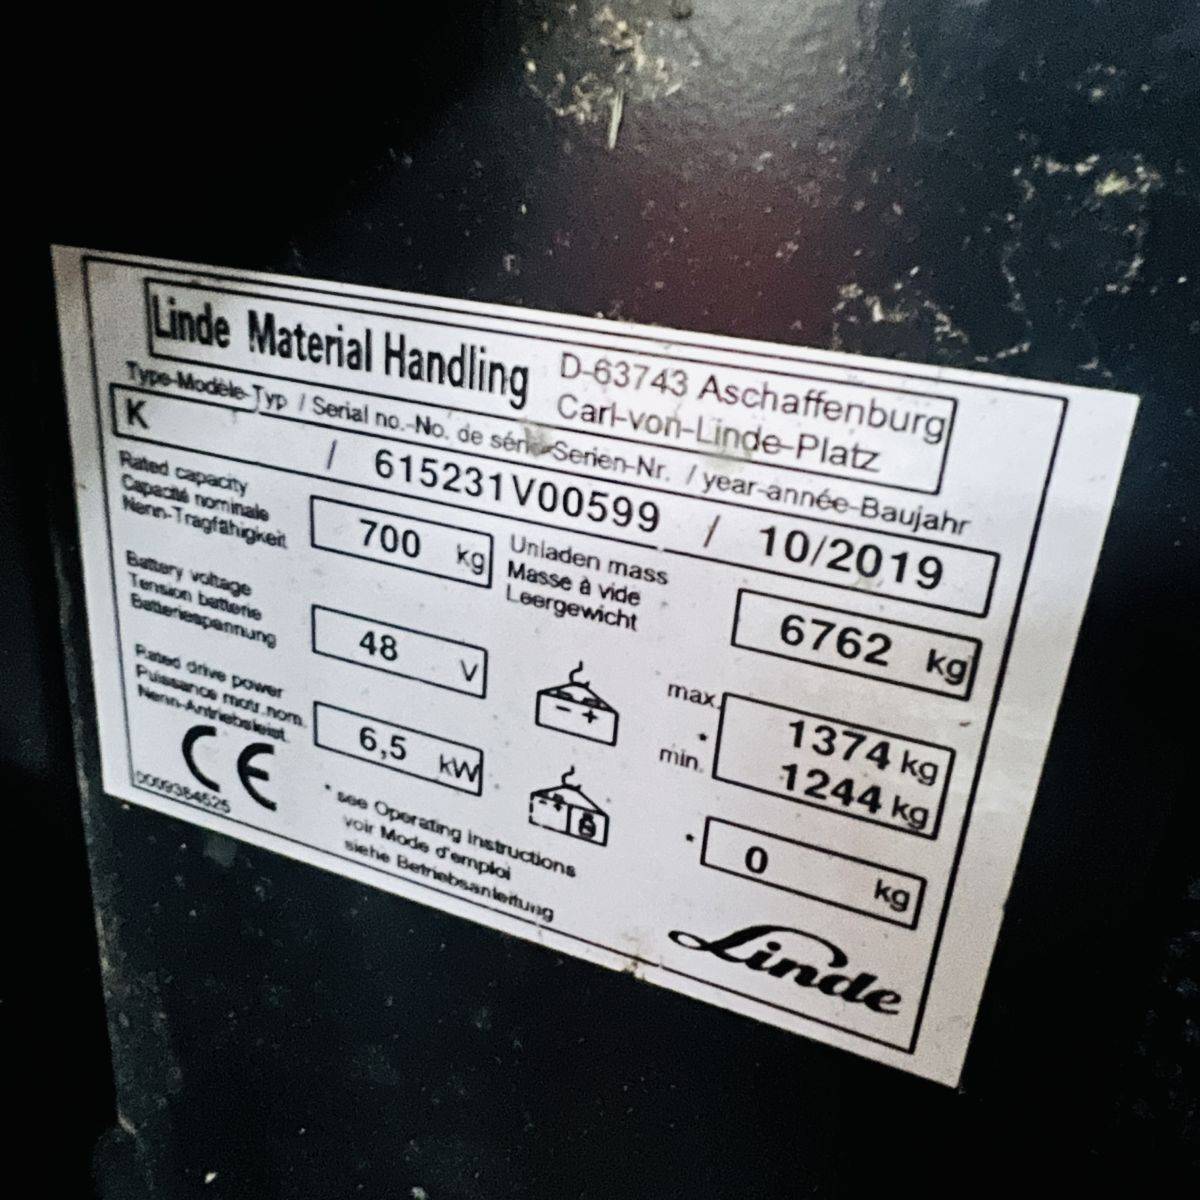 Linde Material Handling
D-63743 Aschaffenburg
Carl-von-Linde-Platz
Type-Modèle-Typ / Serial no.-No. de série-Serien-Nr. / year-année-Baujahr
K / 615231V00599 / 10/2019
Rated capacity
Capacité nominale
Nenn-Tragfähigkeit
700 kg
Unladen mass
Masse à vide
Leergewicht
6762 kg
Battery voltage
Tension batterie
Batteriespannung
48 V
max. 1374 kg
*
min. 1244 kg
Rated drive power
Puissance motr.nom.
Nenn-Antriebsleist.
6,5 kW
* 0 kg
CE
0009384625
* see Operating instructions
voir Mode d'emploi
siehe Betriebsanleitung
Linde